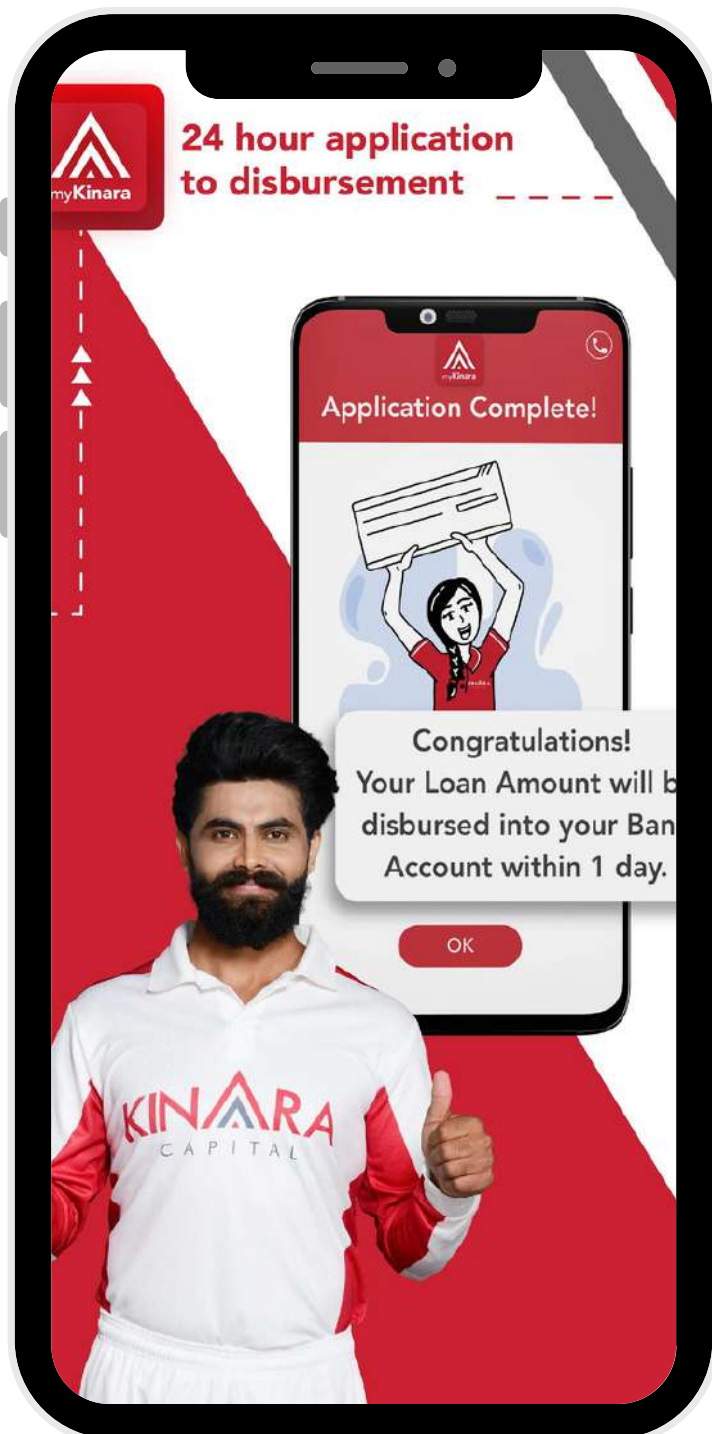 myKinara
24 hour application
to disbursement
myKinara
Application Complete!
Congratulations!
Your Loan Amount will b
disbursed into your Ban
Account within 1 day.
OK
KINARA
CAPITAL